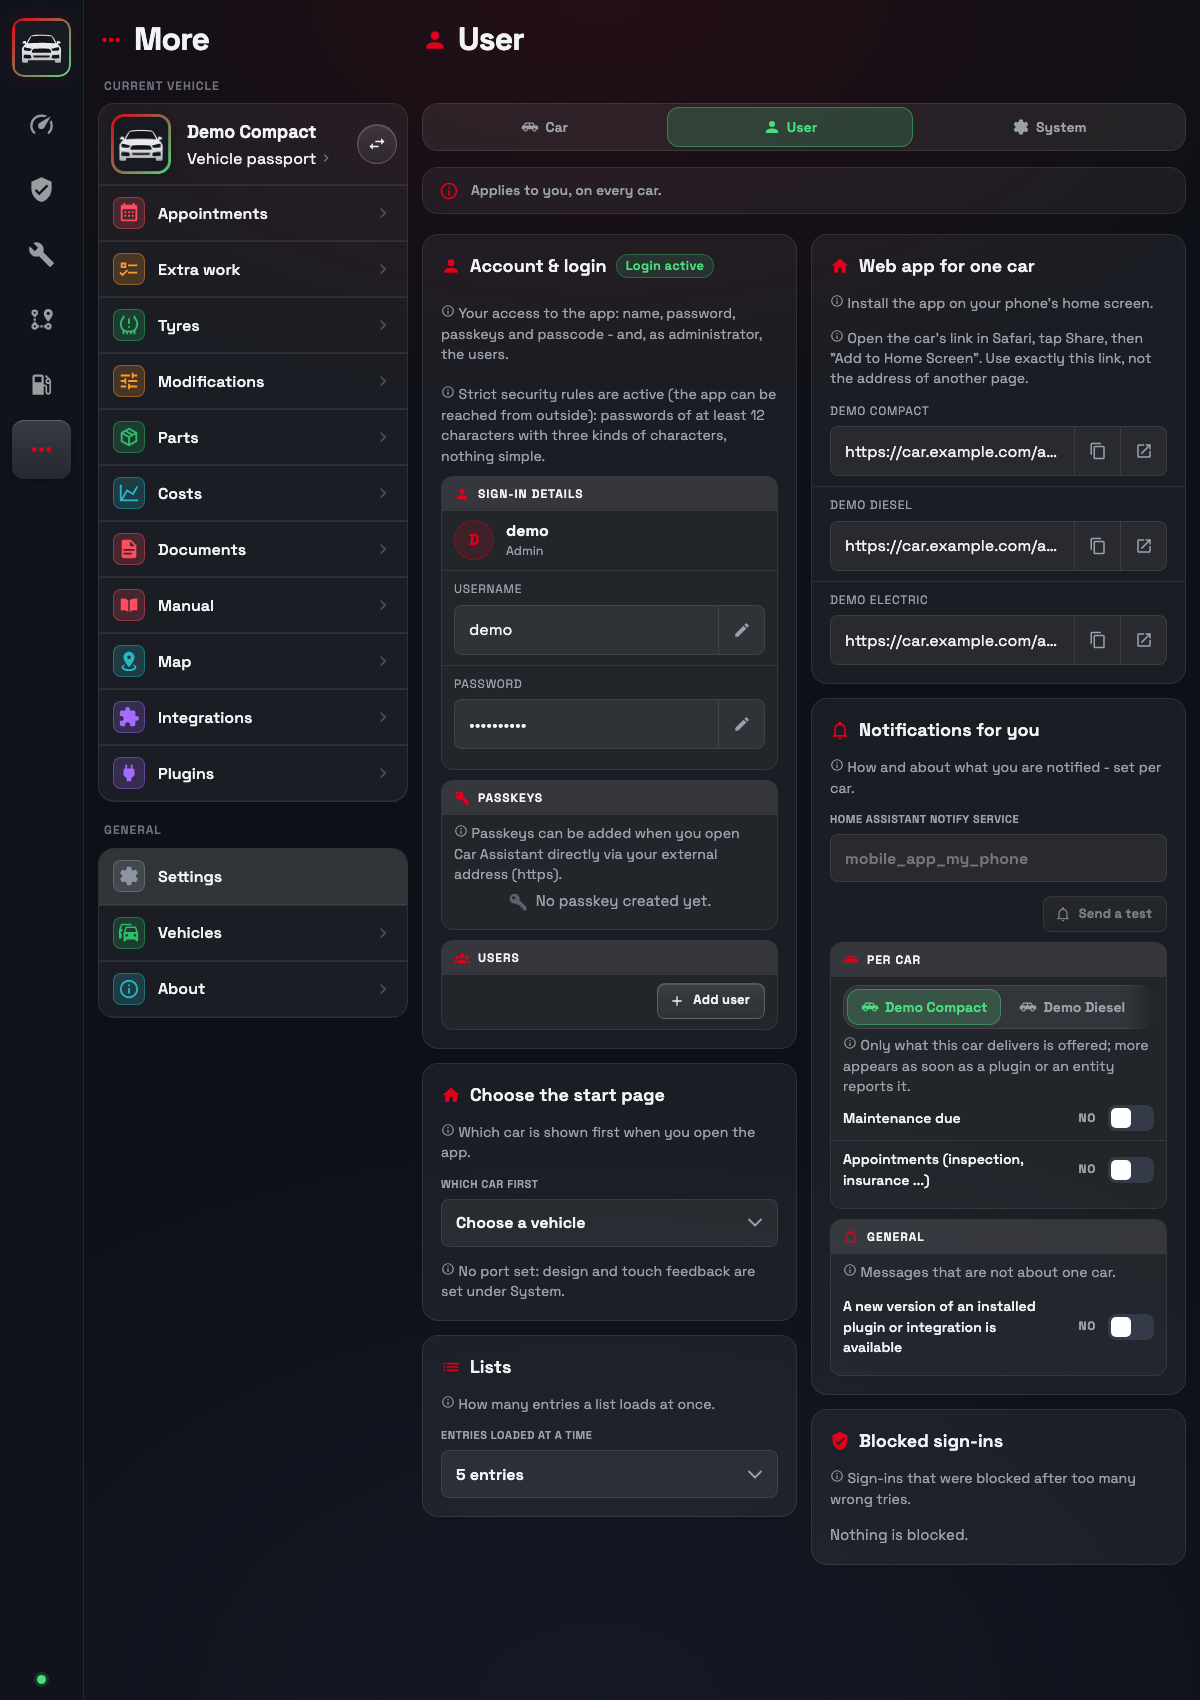 More
CURRENT VEHICLE
Demo Compact
Vehicle passport
Appointments
Extra work
Tyres
Modifications
Parts
Costs
Documents
Manual
Map
Integrations
Plugins
GENERAL
Settings
Vehicles
About
User
Car
User
System
Applies to you, on every car.
Account & login
Login active
Your access to the app: name, password,
passkeys and passcode - and, as administrator,
the users.
Strict security rules are active (the app can be
reached from outside): passwords of at least 12
characters with three kinds of characters,
nothing simple.
SIGN-IN DETAILS
D
demo
Admin
USERNAME
demo
PASSWORD
••••••••••
PASSKEYS
Passkeys can be added when you open
Car Assistant directly via your external
address (https).
No passkey created yet.
USERS
Add user
Choose the start page
Which car is shown first when you open the
app.
WHICH CAR FIRST
Choose a vehicle
No port set: design and touch feedback are
set under System.
Lists
How many entries a list loads at once.
ENTRIES LOADED AT A TIME
5 entries
Web app for one car
Install the app on your phone's home screen.
Open the car's link in Safari, tap Share, then
"Add to Home Screen". Use exactly this link, not
the address of another page.
DEMO COMPACT
https://car.example.com/a...
DEMO DIESEL
https://car.example.com/a...
DEMO ELECTRIC
https://car.example.com/a...
Notifications for you
How and about what you are notified - set per
car.
HOME ASSISTANT NOTIFY SERVICE
mobile_app_my_phone
Send a test
PER CAR
Demo Compact
Demo Diesel
Only what this car delivers is offered; more
appears as soon as a plugin or an entity
reports it.
Maintenance due
NO
Appointments (inspection,
insurance ...)
NO
GENERAL
Messages that are not about one car.
A new version of an installed
plugin or integration is
available
NO
Blocked sign-ins
Sign-ins that were blocked after too many
wrong tries.
Nothing is blocked.